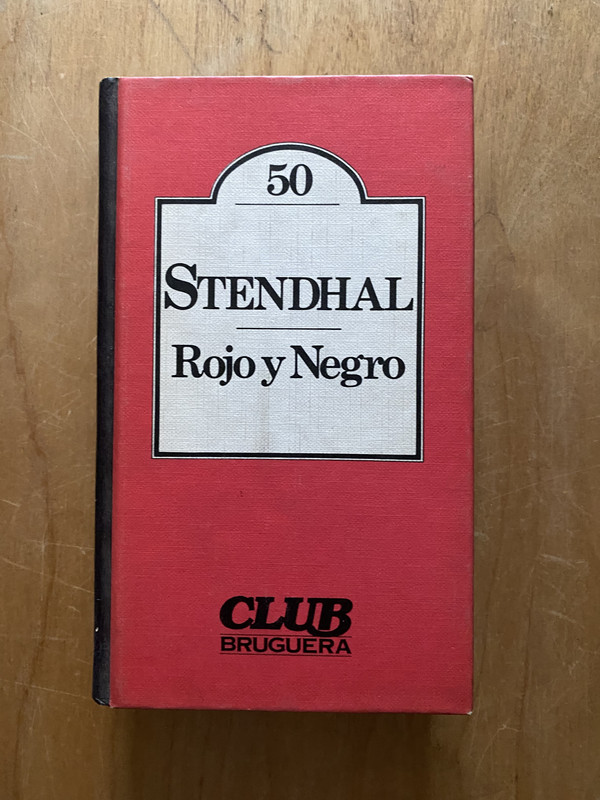 50
STENDHAL
Rojo y Negro
CLUB
BRUGUERA